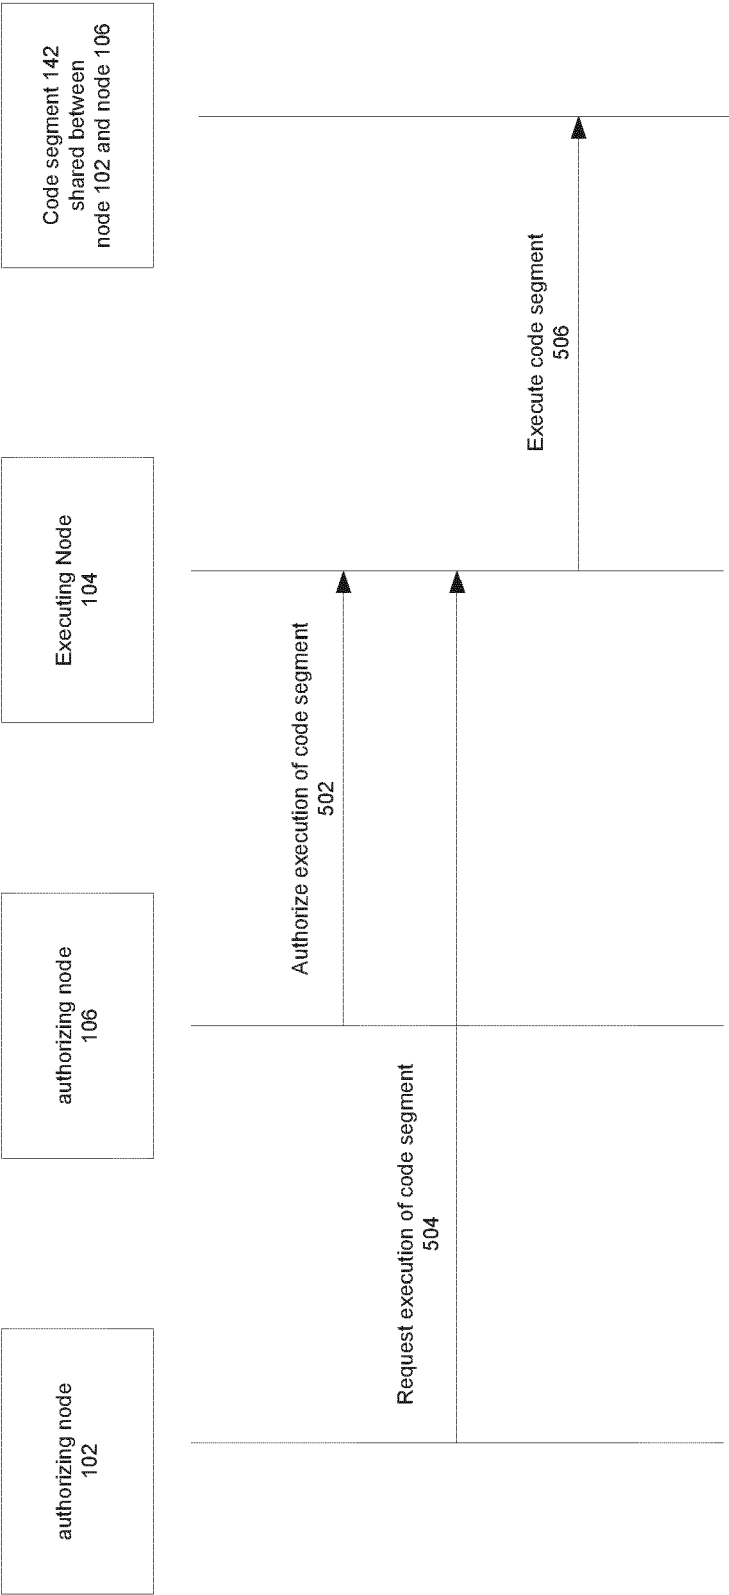 authorizing node
102
authorizing node
106
Executing Node
104
Code segment 142
shared between
node 102 and node 106
Authorize execution of code segment
502
Request execution of code segment
504
Execute code segment
506